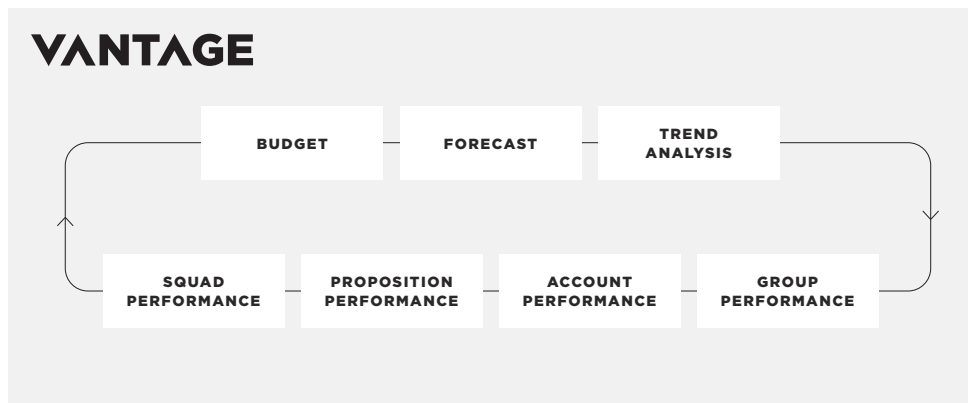 VANTAGE
BUDGET
FORECAST
TREND
ANALYSIS
SQUAD
PERFORMANCE
PROPOSITION
PERFORMANCE
ACCOUNT
PERFORMANCE
GROUP
PERFORMANCE